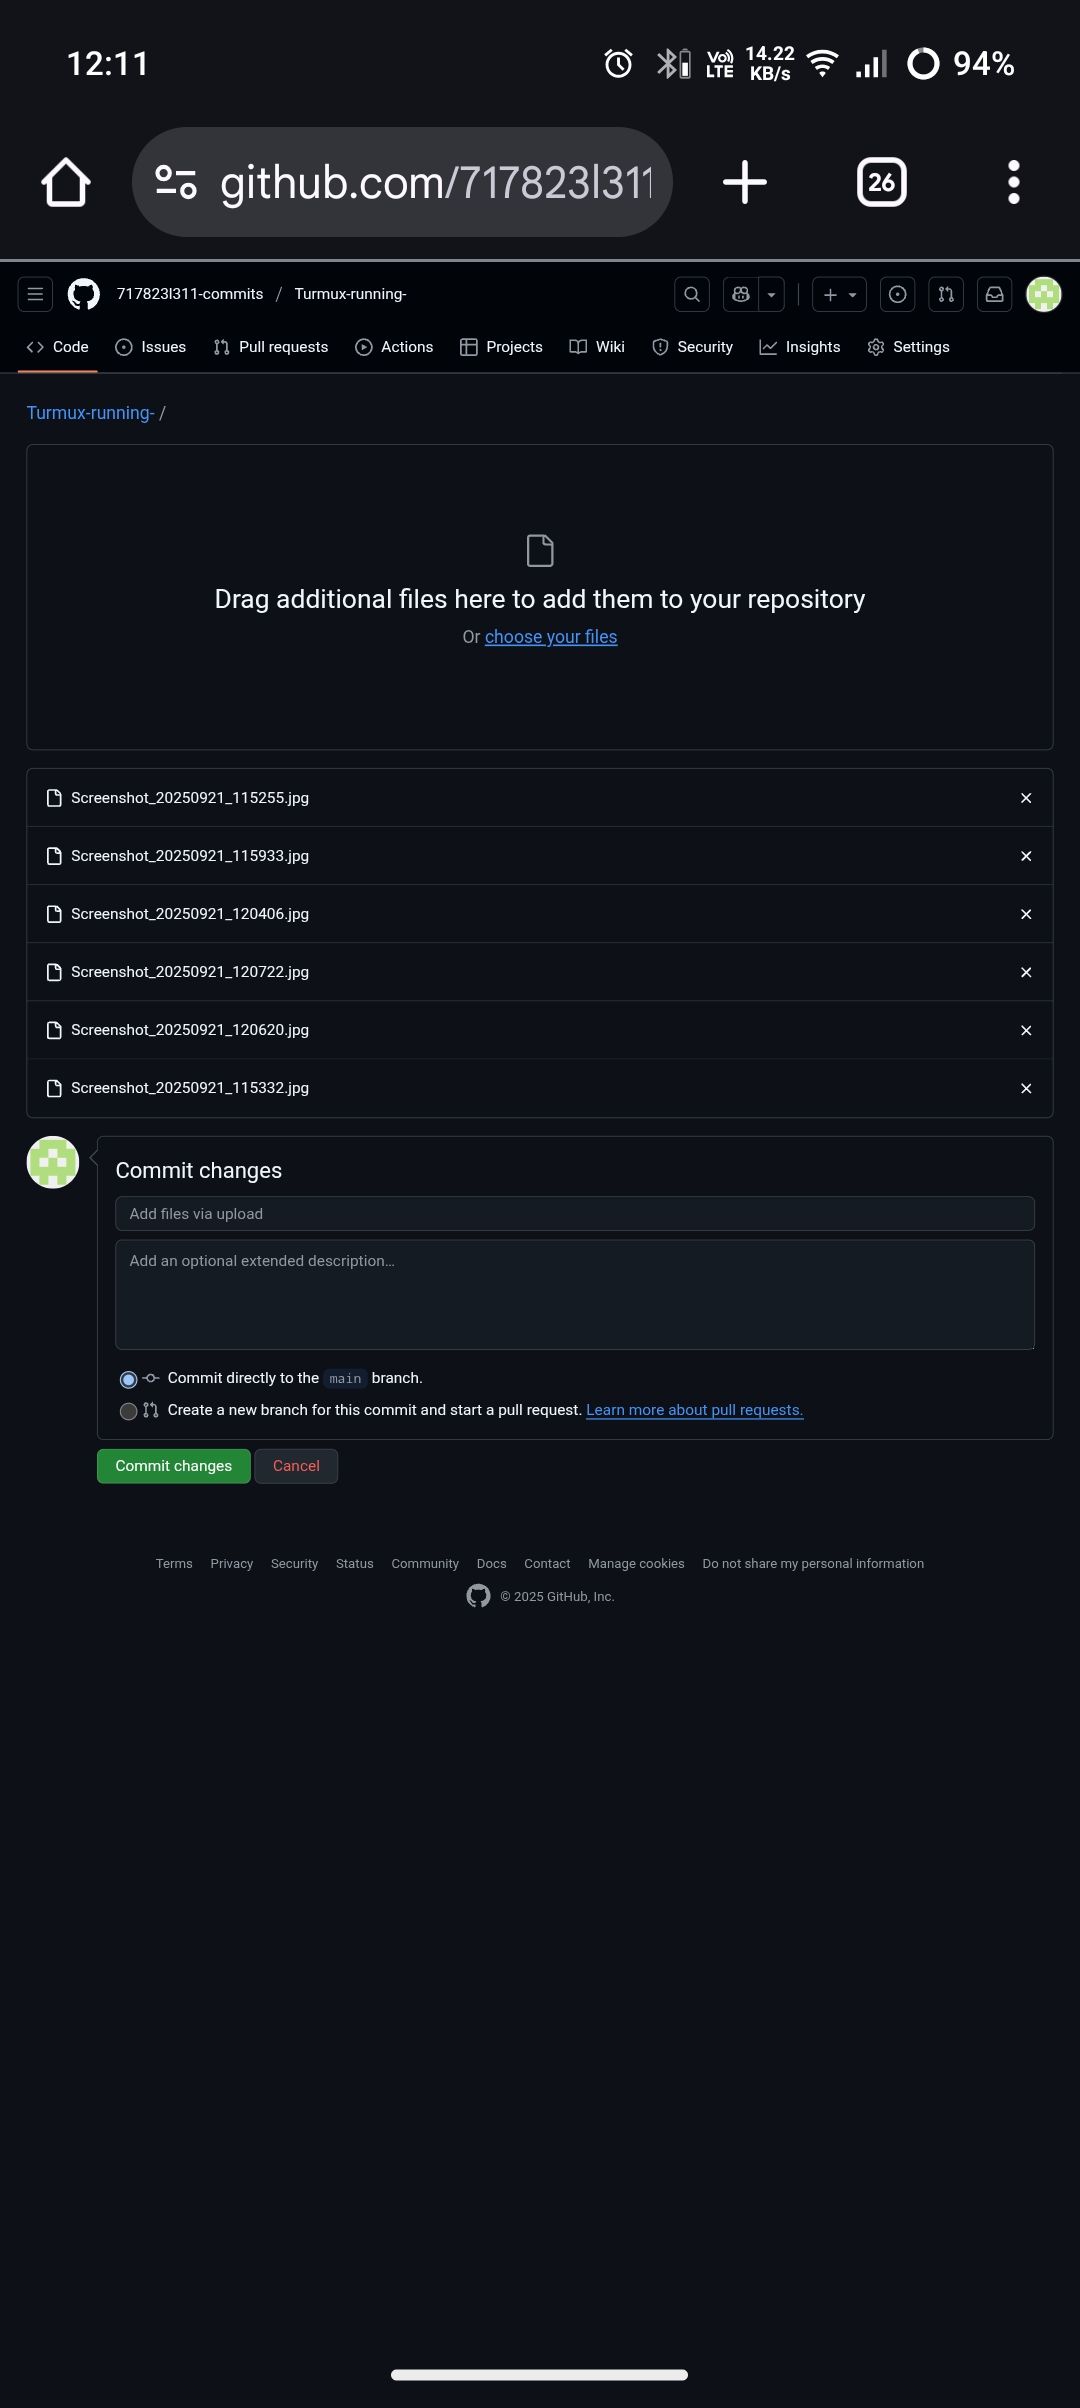 12:11
Vo)) LTE 14.22 KB/s 94%
github.com/717823l311
26
717823l311-commits / Turmux-running-
Code Issues Pull requests Actions Projects Wiki Security Insights Settings
Turmux-running- /
Drag additional files here to add them to your repository
Or choose your files
Screenshot_20250921_115255.jpg
Screenshot_20250921_115933.jpg
Screenshot_20250921_120406.jpg
Screenshot_20250921_120722.jpg
Screenshot_20250921_120620.jpg
Screenshot_20250921_115332.jpg
Commit changes
Add files via upload
Add an optional extended description…
Commit directly to the main branch.
Create a new branch for this commit and start a pull request. Learn more about pull requests.
Commit changes Cancel
Terms Privacy Security Status Community Docs Contact Manage cookies Do not share my personal information
© 2025 GitHub, Inc.